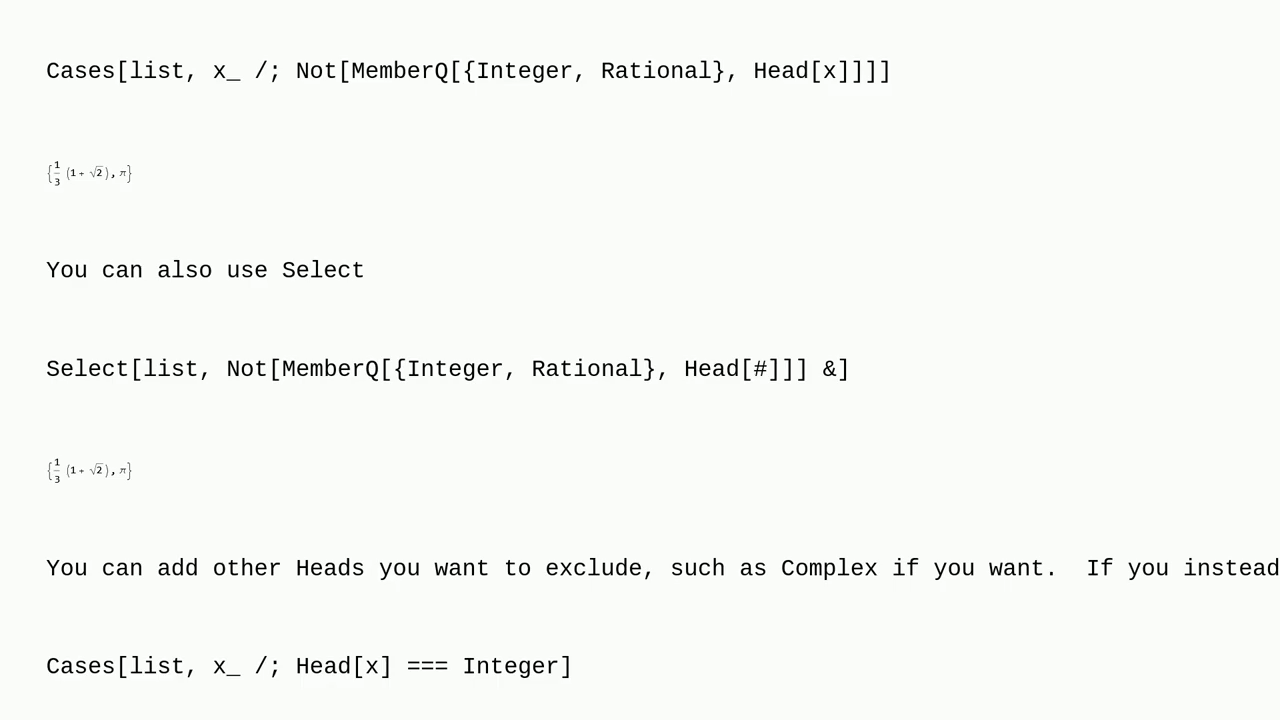 Cases[list, x_ /; Not[MemberQ[{Integer, Rational}, Head[x]]]]
{1/3 (1+ √2), π}
You can also use Select
Select[list, Not[MemberQ[{Integer, Rational}, Head[#]]] &]
{1/3 (1+ √2), π}
You can add other Heads you want to exclude, such as Complex if you want.  If you instead
Cases[list, x_ /; Head[x] === Integer]